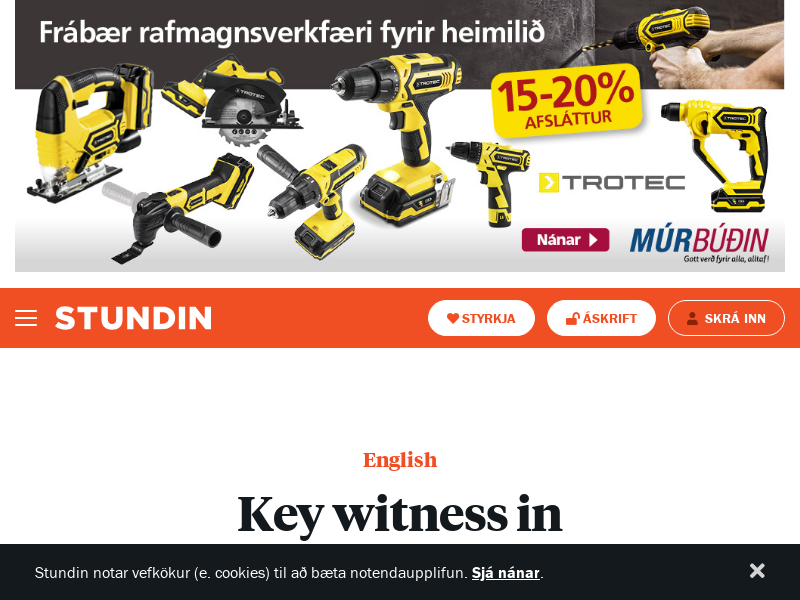 Frábær rafmagnsverkfæri fyrir heimilið
15-20%
AFSLÁTTUR
TROTEC
Nánar
MÚRBÚÐIN
Gott verð fyrir alla, alltaf!
STUNDIN
STYRKJA
ÁSKRIFT
SKRÁ INN
English
Key witness in
Stundin notar vefkökur (e. cookies) til að bæta notendaupplifun. Sjá nánar.